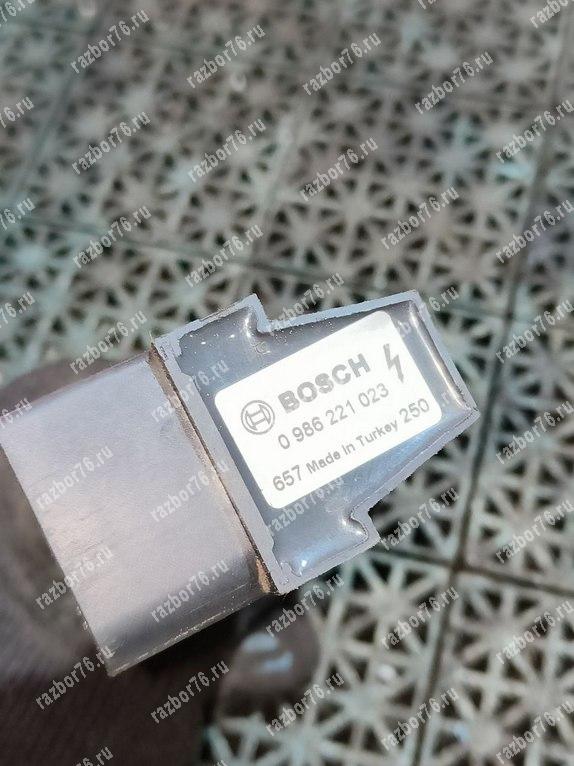 BOSCH
0 986 221 023
657 Made in Turkey 250
razbor76.ru